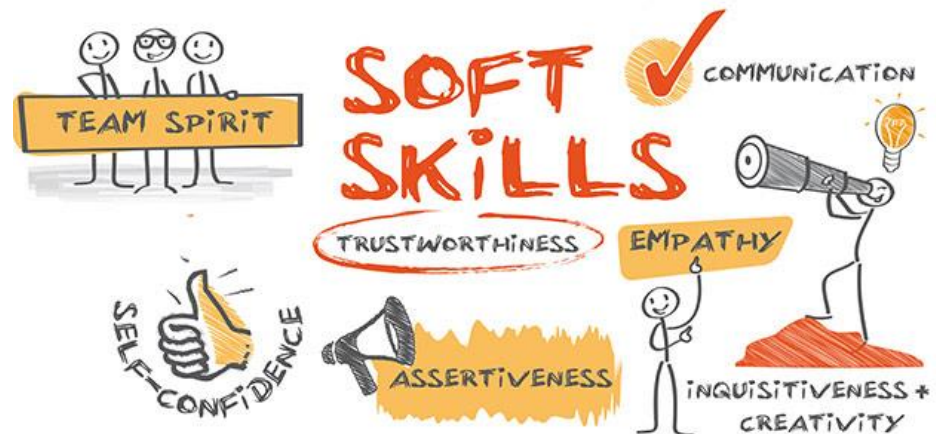 TEAM SPIRIT
SOFT
SKILLS
COMMUNICATION
TRUSTWORTHINESS
EMPATHY
SELF-CONFIDENCE
ASSERTIVENESS
INQUISITIVENESS +
CREATIVITY